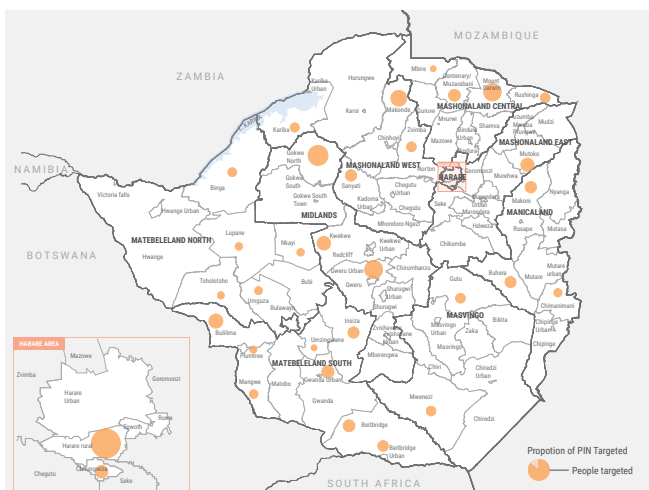 MOZAMBIQUE
ZAMBIA
NAMIBIA
BOTSWANA
SOUTH AFRICA
Mbire
Kariba
Urban
Hurungwe
Centenary/
Muzarabani
Mount
Darwin
Rushinga
Karoi
Makonde
Guruve
MASHONALAND CENTRAL
Mvurwi
Shamva
Mudzi
Kariba
Kariba
Chinhoyi
Zvimba
Mazowe
Bindura
Urban
Bindura
MASHONALAND EAST
Mutoko
Gokwe
North
MASHONALAND WEST
Norton
HARARE
Goromonzi
Murehwa
Binga
Gokwe
South
Sanyati
Chegutu
Urban
Gokwe South
Town
Kadoma
Urban
Chegutu
Seke
Marondera
Urban
Marondera
Makoni
Nyanga
Victoria falls
Hwange Urban
MIDLANDS
Mhondoro-Ngezi
Hdweza
MANICALAND
Rusape
Mutasa
Lupane
MATEBELELAND NORTH
Nkayi
Kwekwe
Kwekwe
Urban
Chikomba
Hwange
Redcliff
Gweru Urban
Chirumhanzu
Gweru
Tsholotsho
Umguza
Bubi
Bulawayo
Shurugwi
Urban
Shurugwi
Gutu
Buhera
Mutare
Mutare
urban
Chimanimani
Bulilima
Insiza
Zvishavane
Zvishavane
Urban
MASVINGO
Masvingo
Urban
Zaka
Bikita
Chipinge
Urban
Umzingwane
Masvingo
Chipinge
Plumtree
Mberengwa
MATEBELELAND SOUTH
Chivi
Chiredzi
Urban
Mangwe
Matobo
Gwanda Urban
Gwanda
Mwenezi
Chiredzi
Beitbridge
Beitbridge
Urban
HARARE AREA
Mazowe
Zvimba
Goromonzi
Harare
Urban
Ruwa
Epwoth
Harare rural
Chitungwiza
Chegutu
Seke
Propotion of PIN Targeted
People targeted